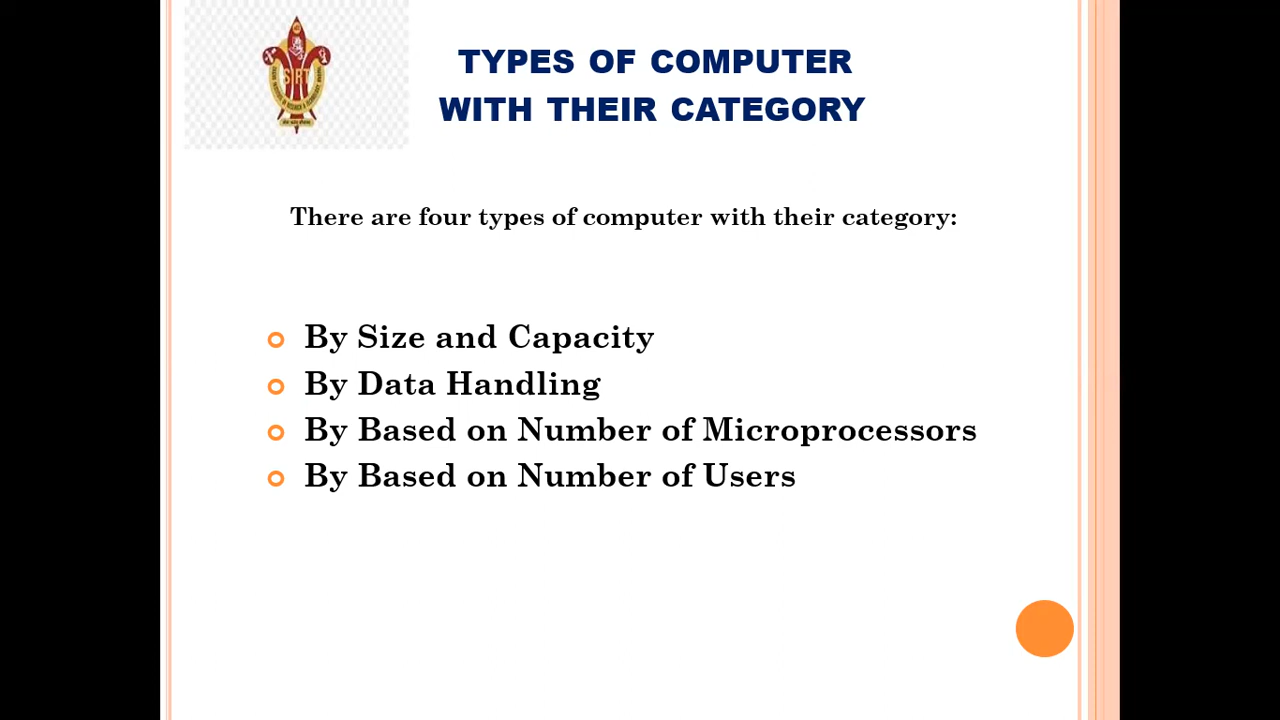 SIRT
TYPES OF COMPUTER
WITH THEIR CATEGORY
There are four types of computer with their category:
By Size and Capacity
By Data Handling
By Based on Number of Microprocessors
By Based on Number of Users